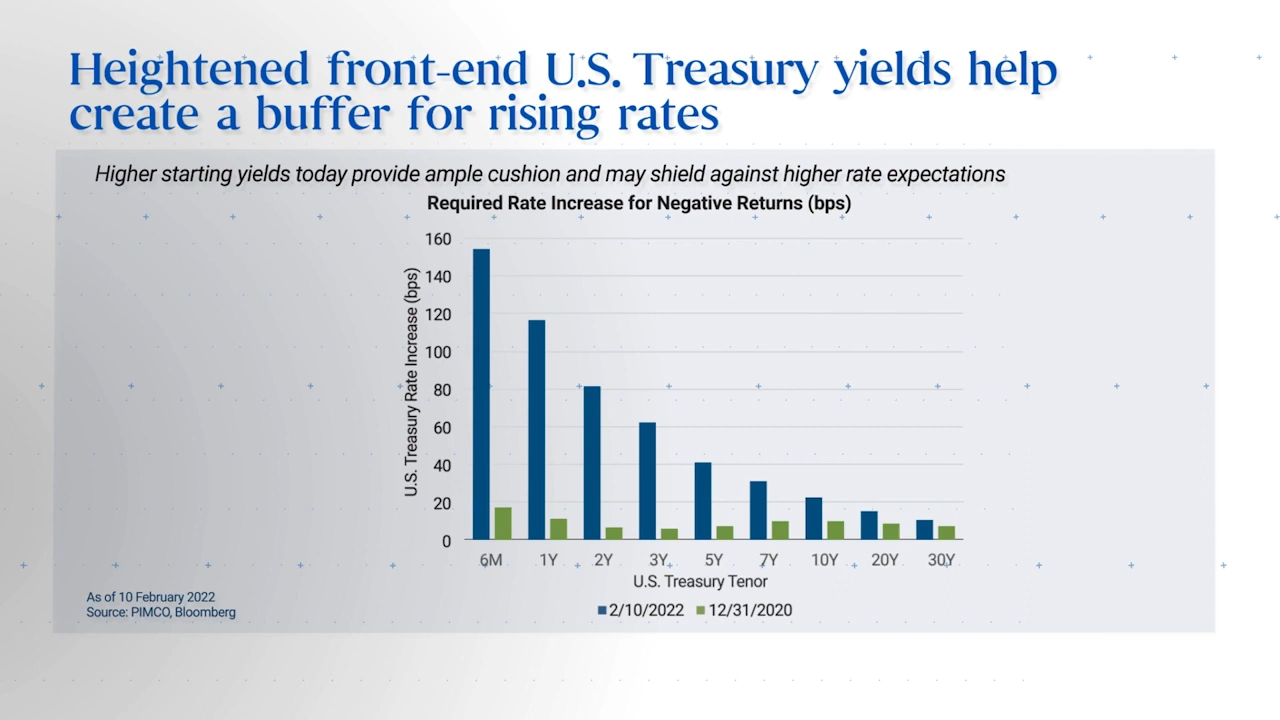 Heightened front-end U.S. Treasury yields help
create a buffer for rising rates
Higher starting yields today provide ample cushion and may shield against higher rate expectations
Required Rate Increase for Negative Returns (bps)
U.S. Treasury Rate Increase (bps)
160
140
120
100
80
60
40
20
0
6M 1Y 2Y 3Y 5Y 7Y 10Y 20Y 30Y
U.S. Treasury Tenor
2/10/2022 12/31/2020
As of 10 February 2022
Source: PIMCO, Bloomberg